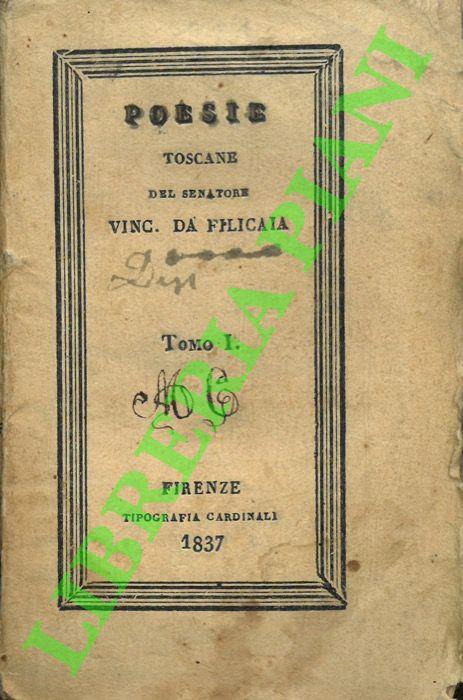 POESIE
TOSCANE
DEL SENATORE
VINC. DA FILICAIA
TOMO I.
FIRENZE
TIPOGRAFIA CARDINALI
1837
LIBRERIA PIANI